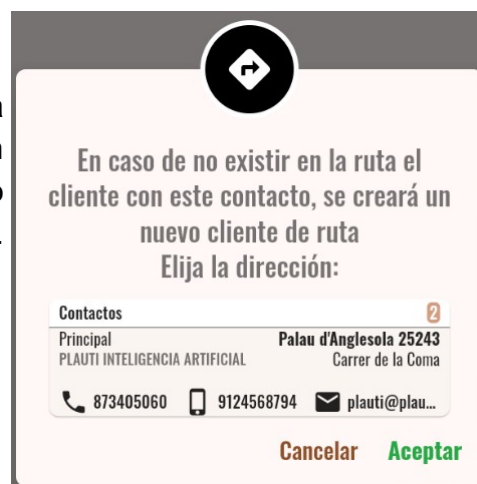 En caso de no existir en la ruta el
cliente con este contacto, se creará un
nuevo cliente de ruta
Elija la dirección:
Contactos 2
Principal Palau d'Anglesola 25243
PLAUTI INTELIGENCIA ARTIFICIAL Carrer de la Coma
873405060 9124568794 plauti@plau...
Cancelar Aceptar